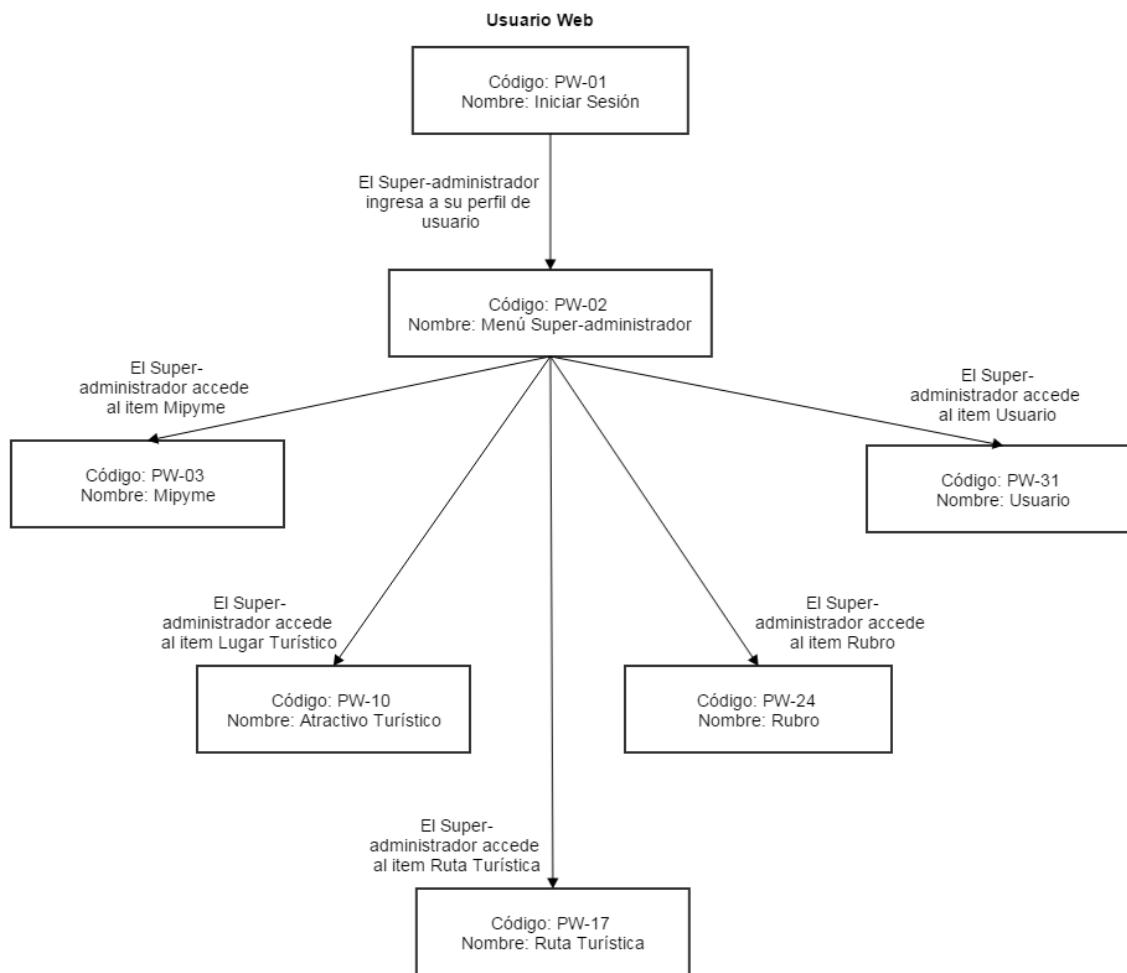 Usuario Web
Código: PW-01
Nombre: Iniciar Sesión
El Super-administrador
ingresa a su perfil de
usuario
Código: PW-02
Nombre: Menú Super-administrador
El Super-
administrador accede
al item Mipyme
El Super-
administrador accede
al item Usuario
Código: PW-03
Nombre: Mipyme
Código: PW-31
Nombre: Usuario
El Super-
administrador accede
al item Lugar Turístico
El Super-
administrador accede
al item Rubro
Código: PW-10
Nombre: Atractivo Turístico
Código: PW-24
Nombre: Rubro
El Super-
administrador accede
al item Ruta Turística
Código: PW-17
Nombre: Ruta Turística